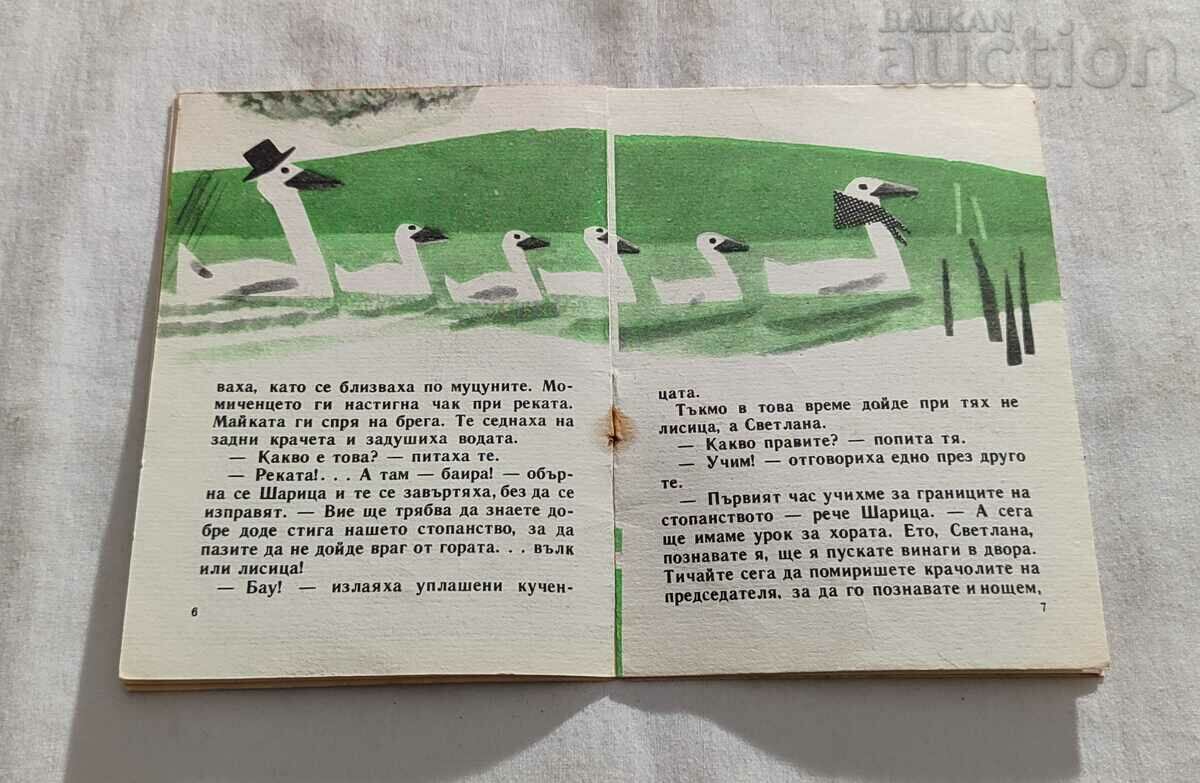 BALKAN
auction
ваха, като се близваха по муцуните. Мо-
миченцето ги настигна чак при реката.
Майката ги спря на брега. Те седнаха на
задни крачета и задушиха водата.
— Какво е това? — питаха те.
— Реката!. . . А там — баира! — обър-
на се Шарица и те се завъртяха, без да се
изправят. — Вие ще трябва да знаете до-
бре доде стига нашето стопанство, за да
пазите да не дойде враг от гората. . . вълк
или лисица!
— Бау! — излаяха уплашени кучен-
6
цата.
Тъкмо в това време дойде при тях не
лисица, а Светлана.
— Какво правите? — попита тя.
— Учим! — отговориха едно през друго
те.
— Първият час учихме за границите на
стопанството — рече Шарица. — А сега
ще имаме урок за хората. Ето, Светлана,
познавате я, ще я пускате винаги в двора.
Тичайте сега да помиришете крачолите на
председателя, за да го познавате и нощем,
7